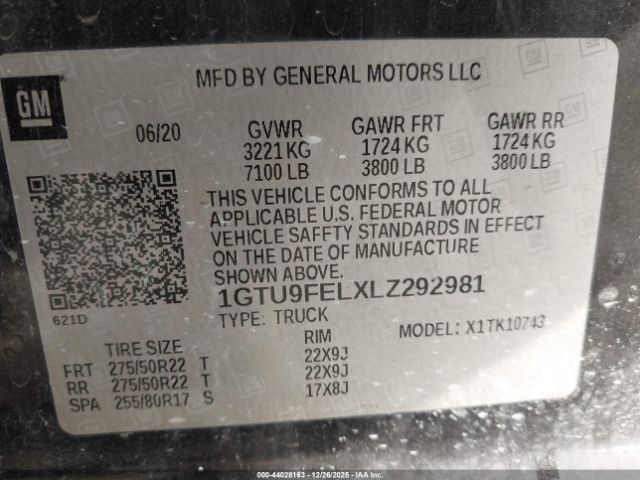 GM
MFD BY GENERAL MOTORS LLC
06/20 GVWR GAWR FRT GAWR RR
3221 KG 1724 KG 1724 KG
7100 LB 3800 LB 3800 LB
THIS VEHICLE CONFORMS TO ALL
APPLICABLE U.S. FEDERAL MOTOR
VEHICLE SAFETY STANDARDS IN EFFECT
ON THE DATE OF MANUFACTURE
SHOWN ABOVE.
1GTU9FELXLZ292981
621D
TYPE: TRUCK MODEL: X1TK10743
TIRE SIZE RIM
FRT 275/50R22 T 22X9J
RR 275/50R22 T 22X9J
SPA 255/80R17 S 17X8J
000-44028163 - 12/26/2025 - IAAI.COM